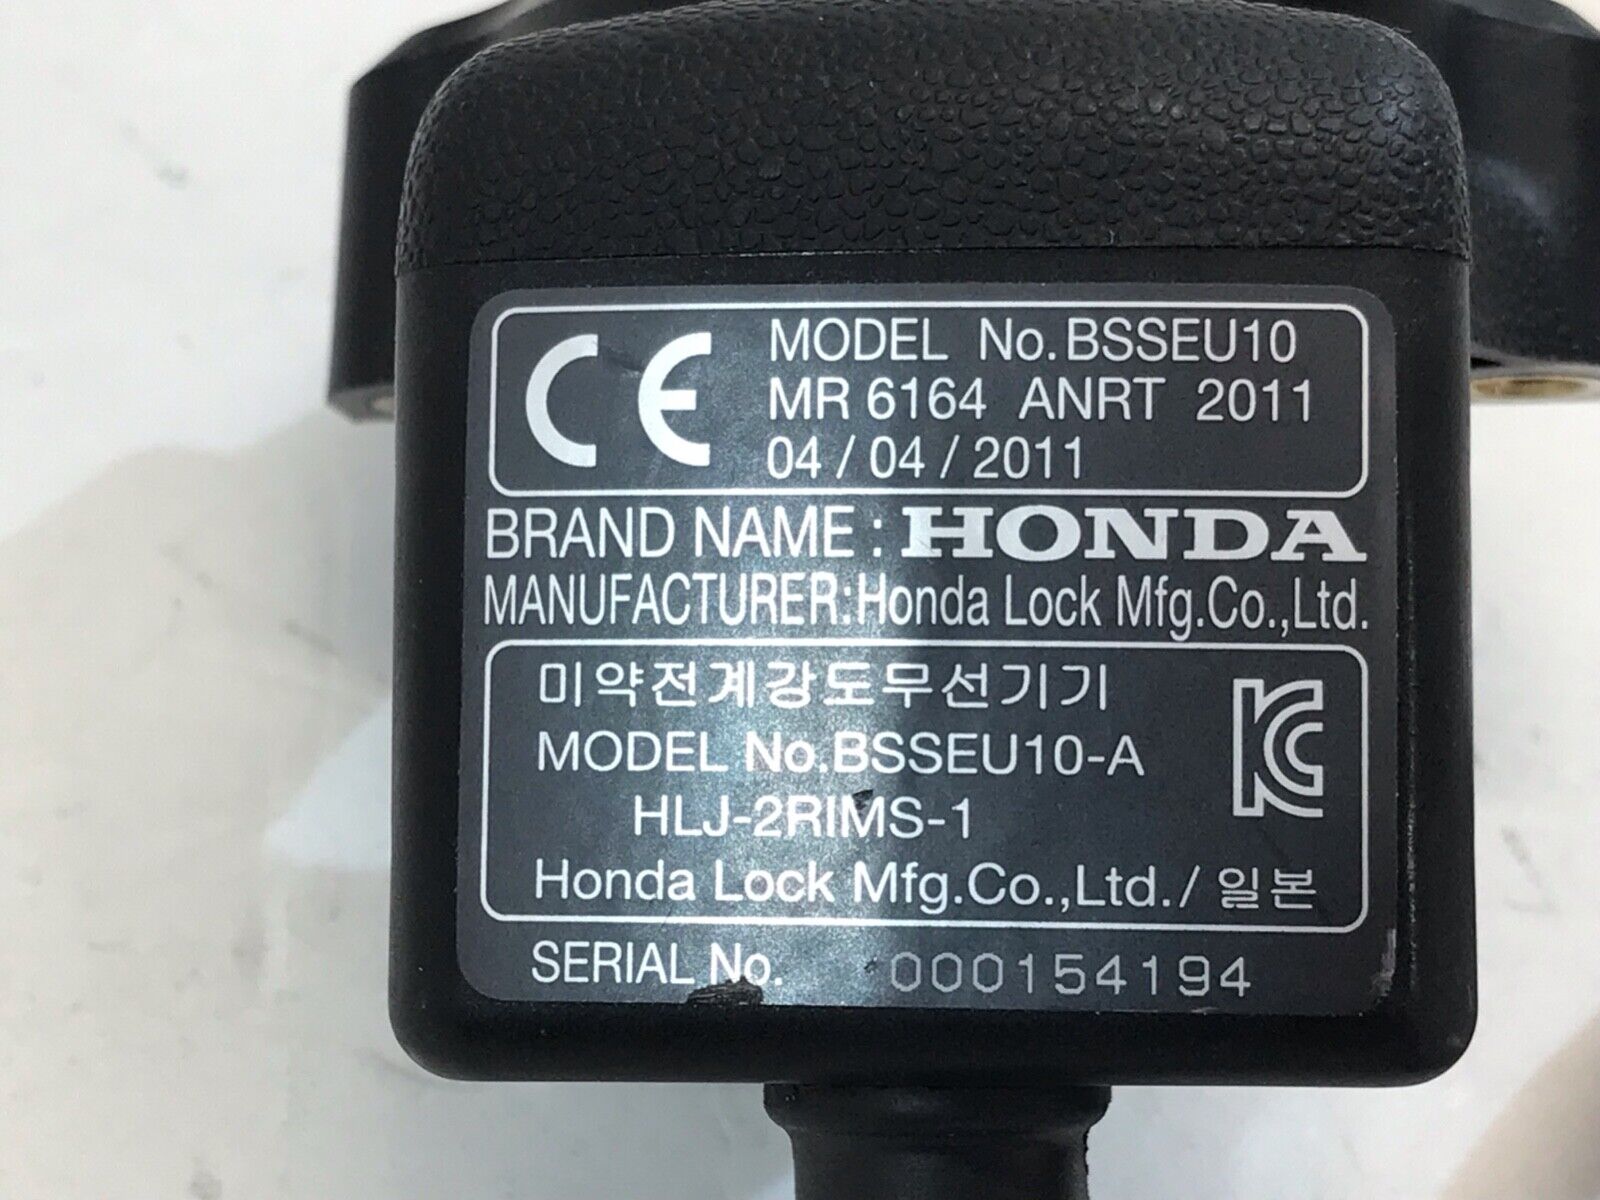 CE
MODEL No.BSSEU10
MR 6164 ANRT 2011
04 / 04 / 2011
BRAND NAME : HONDA
MANUFACTURER:Honda Lock Mfg.Co.,Ltd.
미약전계강도무선기기
MODEL No.BSSEU10-A
HLJ-2RIMS-1
KC
Honda Lock Mfg.Co.,Ltd./ 일본
SERIAL No. 000154194